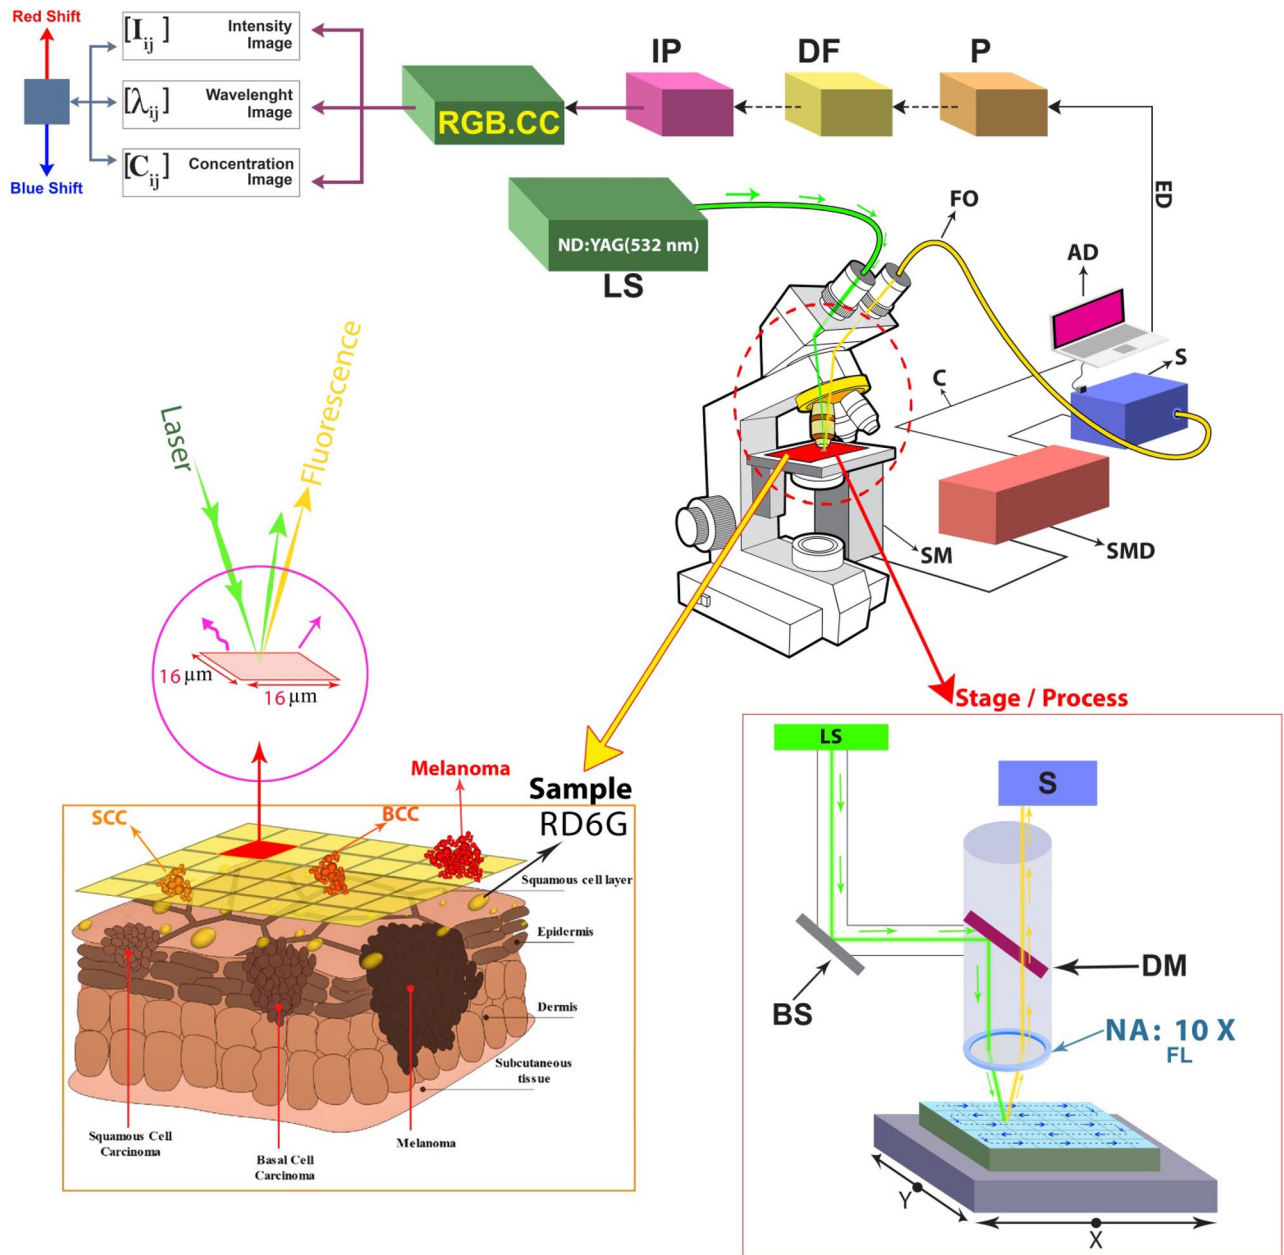 Red Shift
Blue Shift
[Iij]
Intensity
Image
[λij]
Wavelenght
Image
[Cij]
Concentration
Image
RGB.CC
IP
DF
P
ED
ND:YAG(532 nm)
LS
FO
AD
S
C
SM
SMD
Laser
Fluorescence
16 μm
16 μm
Stage / Process
Sample
RD6G
Melanoma
SCC
BCC
Squamous cell layer
Epidermis
Dermis
Subcutaneous
tissue
Squamous Cell
Carcinoma
Basal Cell
Carcinoma
Melanoma
LS
S
BS
DM
NA: 10 X
FL
Y
X